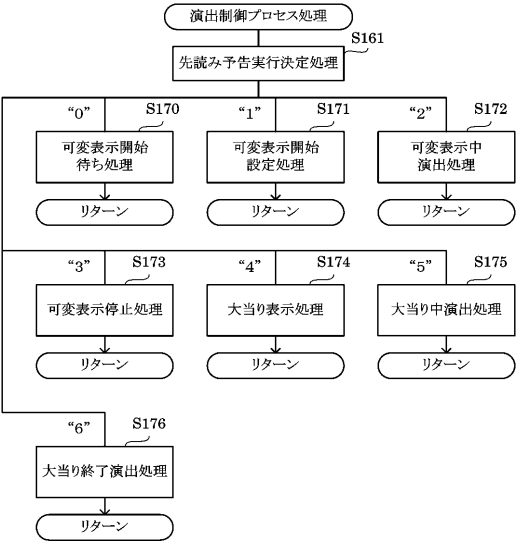 演出制御プロセス処理
S161
先読み予告実行決定処理
“0”
S170
“1”
S171
“2”
S172
可変表示開始
待ち処理
可変表示開始
設定処理
可変表示中
演出処理
リターン
リターン
リターン
“3”
S173
“4”
S174
“5”
S175
可変表示停止処理
大当り表示処理
大当り中演出処理
リターン
リターン
リターン
“6”
S176
大当り終了演出処理
リターン